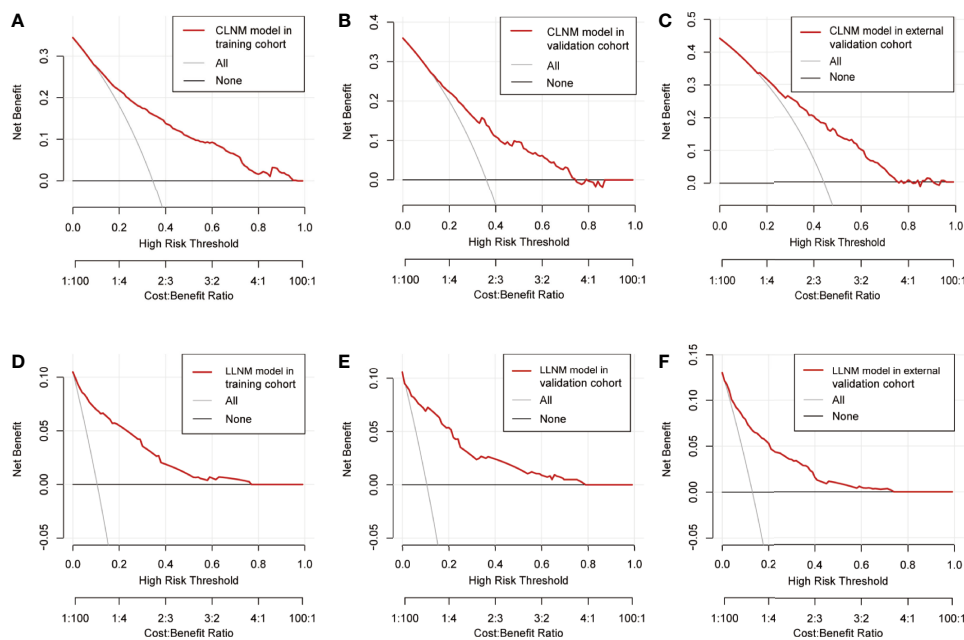 A
CLNM model in
training cohort
All
None
Net Benefit
0.3
0.2
0.1
0.0
0.0 0.2 0.4 0.6 0.8 1.0
High Risk Threshold
1:100 1:4 2:3 3:2 4:1 100:1
Cost:Benefit Ratio
B
CLNM model in
validation cohort
All
None
Net Benefit
0.4
0.3
0.2
0.1
0.0
0.0 0.2 0.4 0.6 0.8 1.0
High Risk Threshold
1:100 1:4 2:3 3:2 4:1 100:1
Cost:Benefit Ratio
C
CLNM model in external
validation cohort
All
None
Net Benefit
0.5
0.4
0.3
0.2
0.1
0.0
0.0 0.2 0.4 0.6 0.8 1.0
High Risk Threshold
1:100 1:4 2:3 3:2 4:1 100:1
Cost:Benefit Ratio
D
LLNM model in
training cohort
All
None
Net Benefit
0.10
0.05
0.00
-0.05
0.0 0.2 0.4 0.6 0.8 1.0
High Risk Threshold
1:100 1:4 2:3 3:2 4:1 100:1
Cost:Benefit Ratio
E
LLNM model in
validation cohort
All
None
Net Benefit
0.10
0.05
0.00
-0.05
0.0 0.2 0.4 0.6 0.8 1.0
High Risk Threshold
1:100 1:4 2:3 3:2 4:1 100:1
Cost:Benefit Ratio
F
LLNM model in external
validation cohort
All
None
Net Benefit
0.15
0.10
0.05
0.00
-0.05
0.0 0.2 0.4 0.6 0.8 1.0
High Risk Threshold
1:100 1:4 2:3 3:2 4:1 100:1
Cost:Benefit Ratio